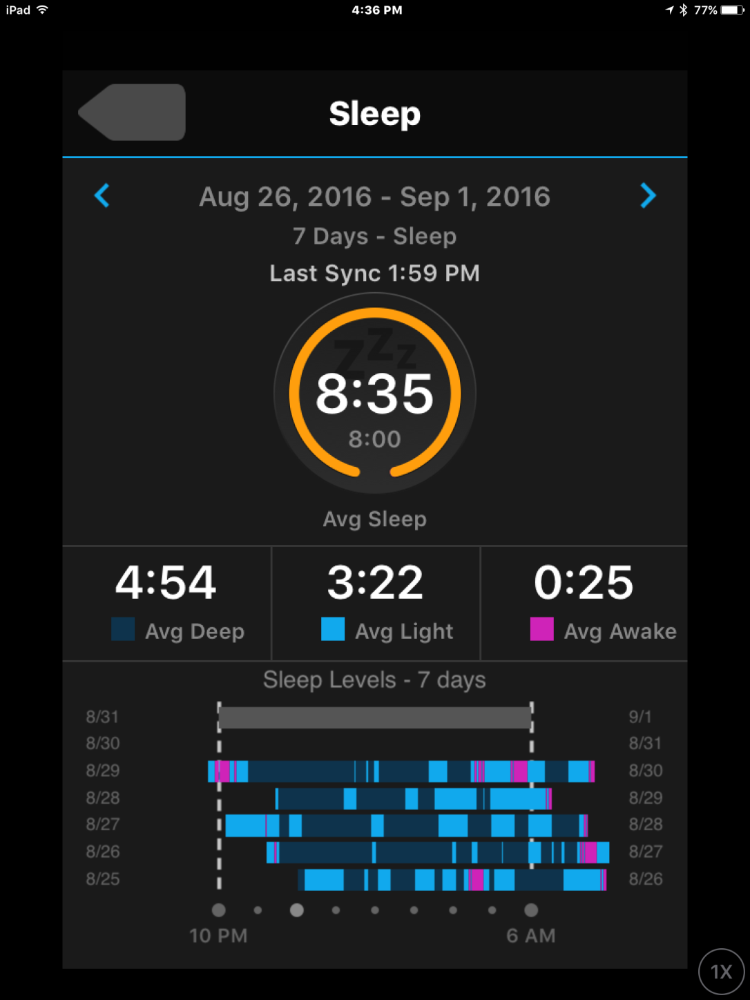 iPad 4:36 PM 77%
Sleep
Aug 26, 2016 - Sep 1, 2016
7 Days - Sleep
Last Sync 1:59 PM
zzz
8:35
8:00
Avg Sleep
4:54 3:22 0:25
Avg Deep Avg Light Avg Awake
Sleep Levels - 7 days
8/31 9/1
8/30 8/31
8/29 8/30
8/28 8/29
8/27 8/28
8/26 8/27
8/25 8/26
10 PM 6 AM
1X